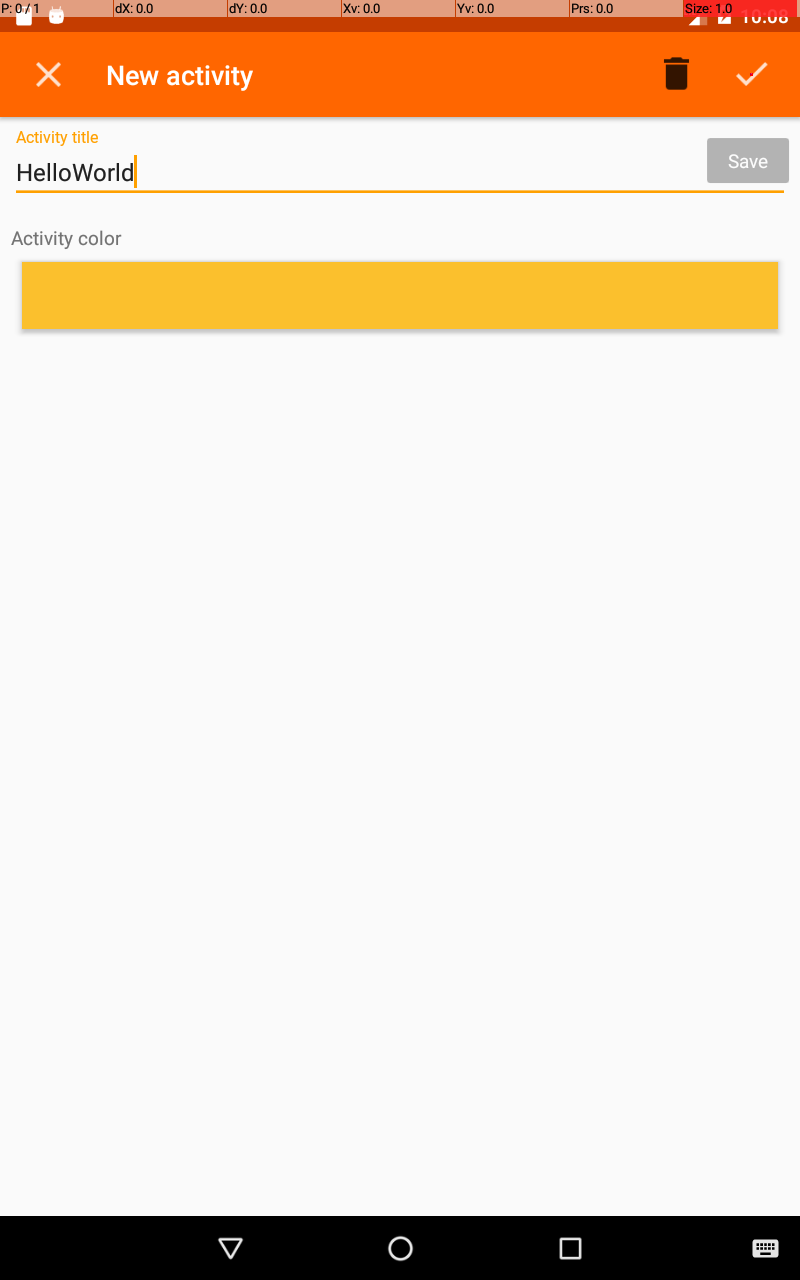 P: 0 / 1 dX: 0.0 dY: 0.0 Xv: 0.0 Yv: 0.0 Prs: 0.0 Size: 1.0
10:08
New activity
Activity title
HelloWorld
Save
Activity color